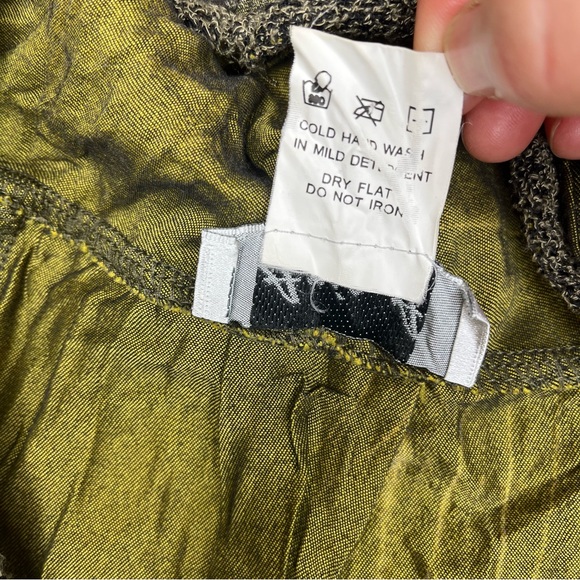 COLD HAND WASH
IN MILD DETERGENT
DRY FLAT
DO NOT IRON